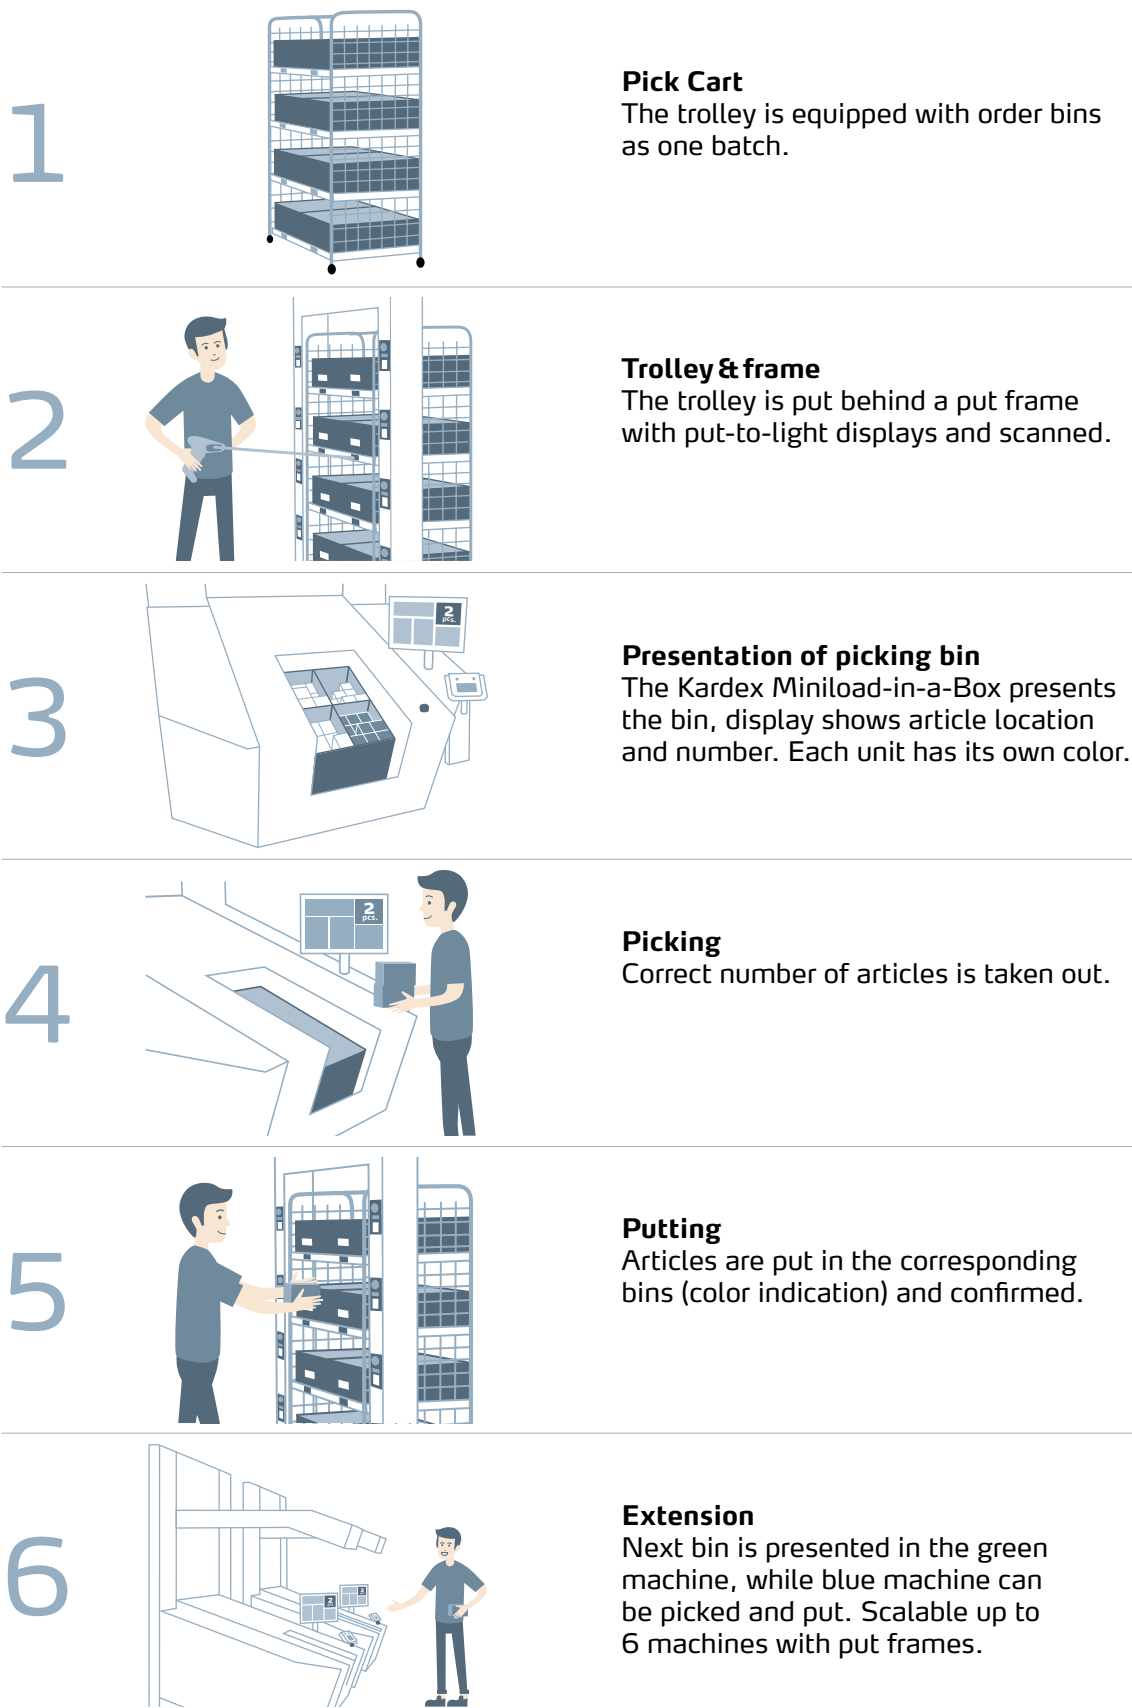 1
Pick Cart
The trolley is equipped with order bins
as one batch.
2
Trolley & frame
The trolley is put behind a put frame
with put-to-light displays and scanned.
3
2
pcs.
Presentation of picking bin
The Kardex Miniload-in-a-Box presents
the bin, display shows article location
and number. Each unit has its own color.
4
2
pcs.
Picking
Correct number of articles is taken out.
5
Putting
Articles are put in the corresponding
bins (color indication) and confirmed.
6
2
Extension
Next bin is presented in the green
machine, while blue machine can
be picked and put. Scalable up to
6 machines with put frames.